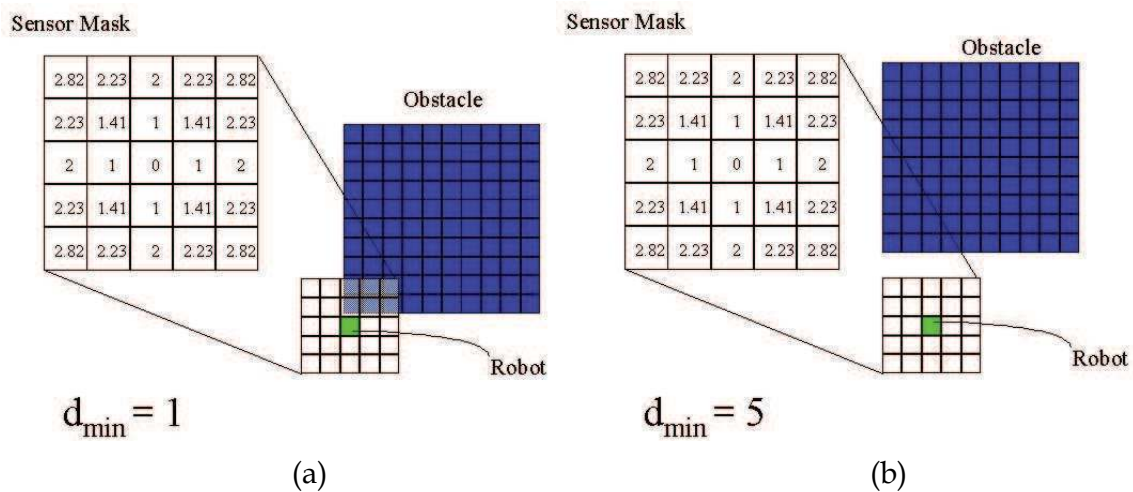 Sensor Mask
Obstacle
2.82 2.23 2 2.23 2.82
2.23 1.41 1 1.41 2.23
2 1 0 1 2
2.23 1.41 1 1.41 2.23
2.82 2.23 2 2.23 2.82
Robot
d_min = 1
(a)
Sensor Mask
Obstacle
2.82 2.23 2 2.23 2.82
2.23 1.41 1 1.41 2.23
2 1 0 1 2
2.23 1.41 1 1.41 2.23
2.82 2.23 2 2.23 2.82
Robot
d_min = 5
(b)